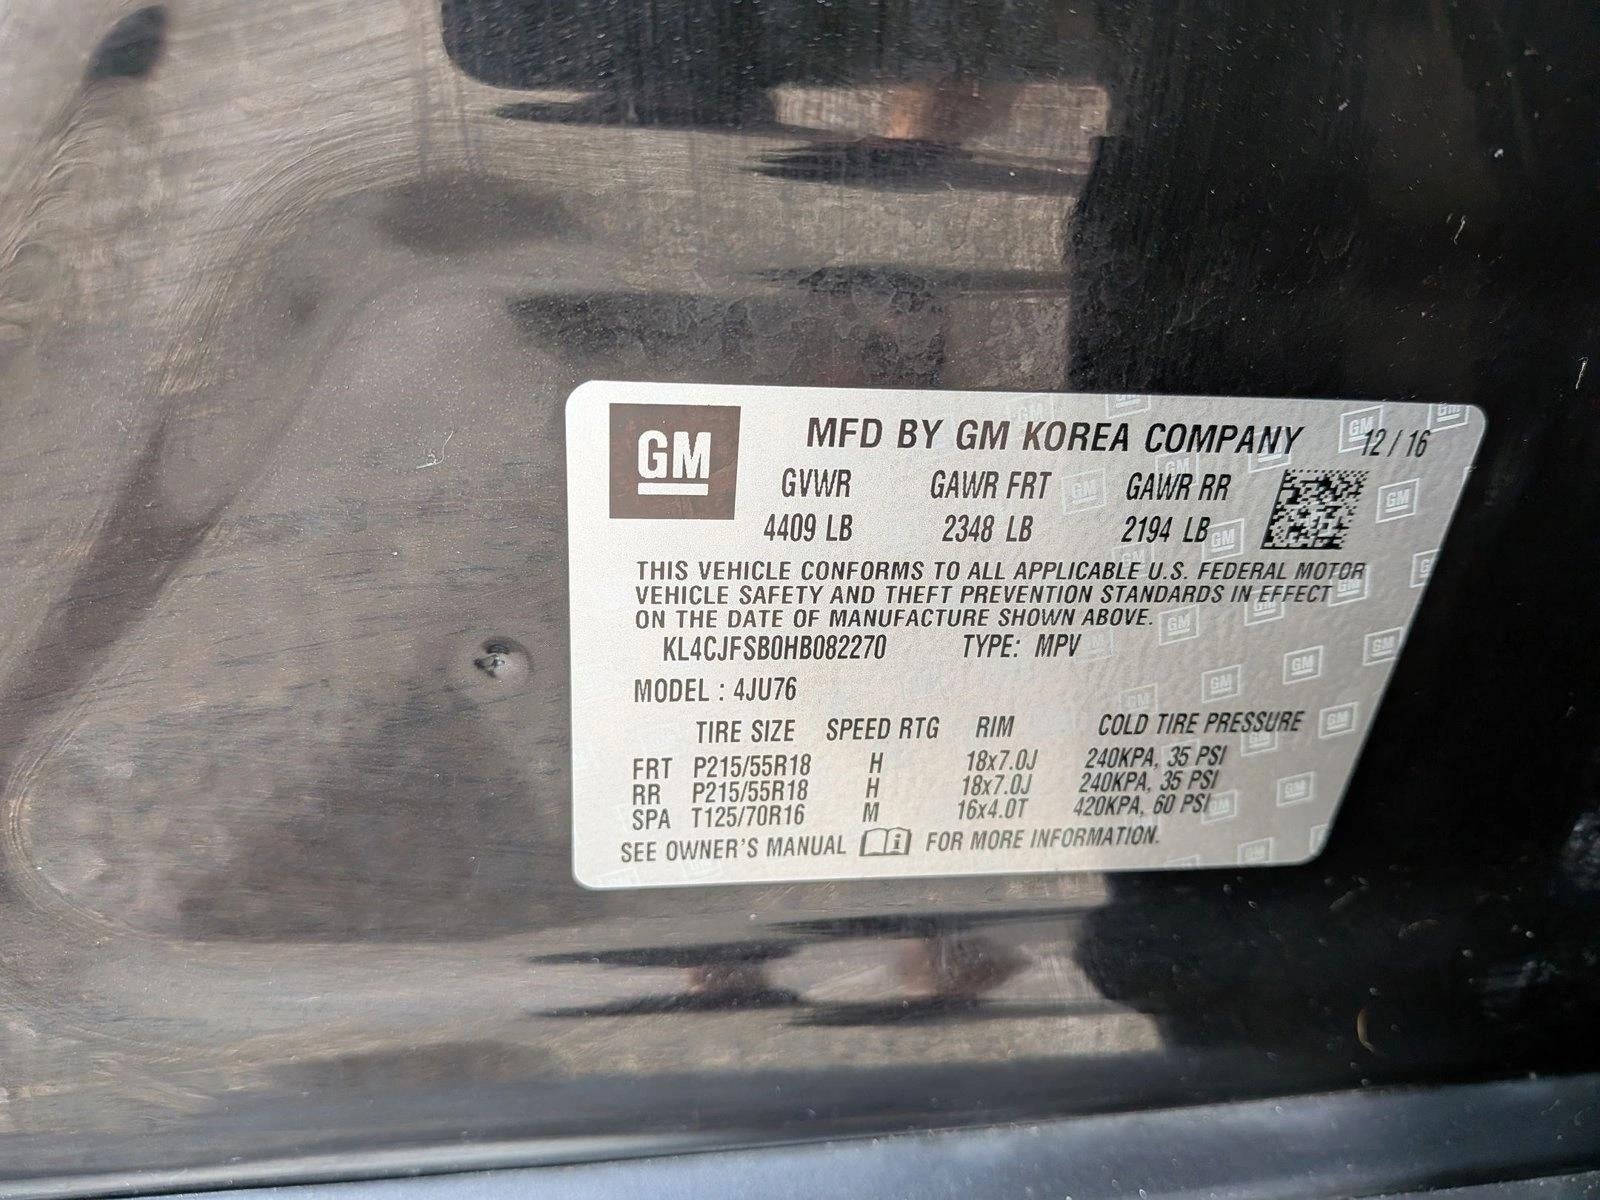 GM
MFD BY GM KOREA COMPANY 12/16
GVWR GAWR FRT GAWR RR
4409 LB 2348 LB 2194 LB
THIS VEHICLE CONFORMS TO ALL APPLICABLE U.S. FEDERAL MOTOR
VEHICLE SAFETY AND THEFT PREVENTION STANDARDS IN EFFECT
ON THE DATE OF MANUFACTURE SHOWN ABOVE.
KL4CJFSB0HB082270 TYPE: MPV
MODEL : 4JU76
TIRE SIZE SPEED RTG RIM COLD TIRE PRESSURE
FRT P215/55R18 H 18x7.0J 240KPA, 35 PSI
RR P215/55R18 H 18x7.0J 240KPA, 35 PSI
SPA T125/70R16 M 16x4.0T 420KPA, 60 PSI
SEE OWNER'S MANUAL i FOR MORE INFORMATION.